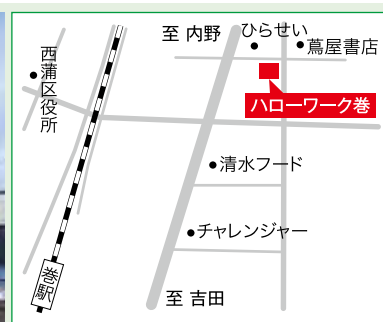 至 内野
ひらせい
蔦屋書店
西蒲区役所
ハローワーク巻
清水フード
チャレンジャー
巻駅
至 吉田